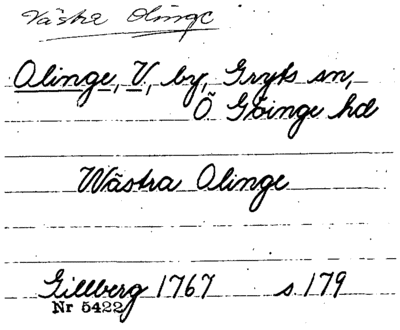 Västra Olinge
Olinge, V, by, Gryts sn,
Ö Göinge hd
Wästra Olinge
Gillberg 1767 s 179
Nr 5422